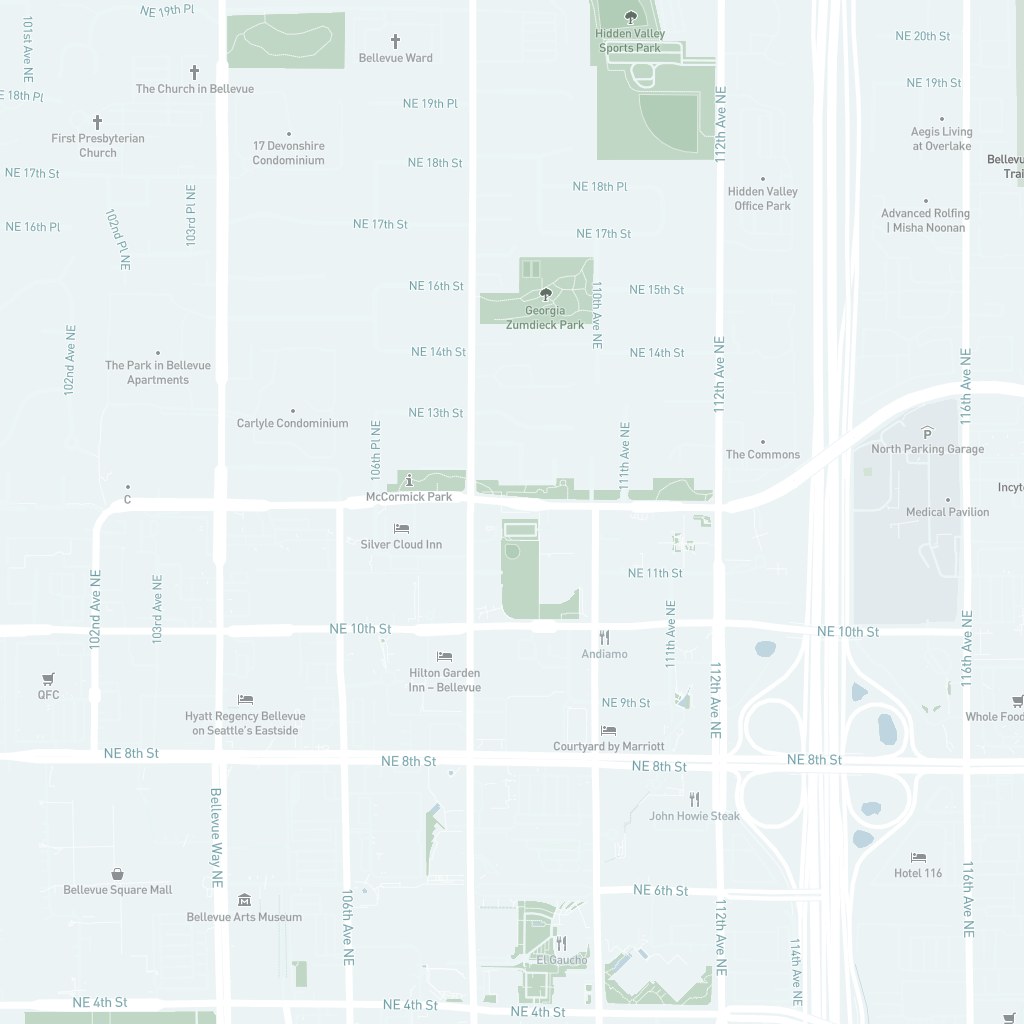 NE 19th Pl
101st Ave NE
Hidden Valley
Sports Park
NE 20th St
Bellevue Ward
The Church in Bellevue
NE 18th Pl
NE 19th Pl
NE 19th St
112th Ave NE
First Presbyterian
Church
17 Devonshire
Condominium
Aegis Living
at Overlake
NE 18th St
NE 17th St
NE 18th Pl
Hidden Valley
Office Park
103rd Pl NE
NE 16th Pl
102nd Pl NE
NE 17th St
NE 17th St
Advanced Rolfing
| Misha Noonan
NE 16th St
NE 15th St
110th Ave NE
Georgia
Zumdieck Park
102nd Ave NE
NE 14th St
NE 14th St
112th Ave NE
116th Ave NE
The Park in Bellevue
Apartments
NE 13th St
Carlyle Condominium
106th Pl NE
111th Ave NE
The Commons
P
North Parking Garage
C
McCormick Park
Medical Pavilion
Silver Cloud Inn
NE 11th St
102nd Ave NE
103rd Ave NE
111th Ave NE
116th Ave NE
NE 10th St
NE 10th St
Andiamo
QFC
Hilton Garden
Inn – Bellevue
112th Ave NE
NE 9th St
Hyatt Regency Bellevue
on Seattle's Eastside
Whole Food
Courtyard by Marriott
NE 8th St
NE 8th St
NE 8th St
NE 8th St
Bellevue Way NE
John Howie Steak
Hotel 116
Bellevue Square Mall
NE 6th St
106th Ave NE
116th Ave NE
Bellevue Arts Museum
112th Ave NE
114th Ave NE
El Gaucho
NE 4th St
NE 4th St
NE 4th St